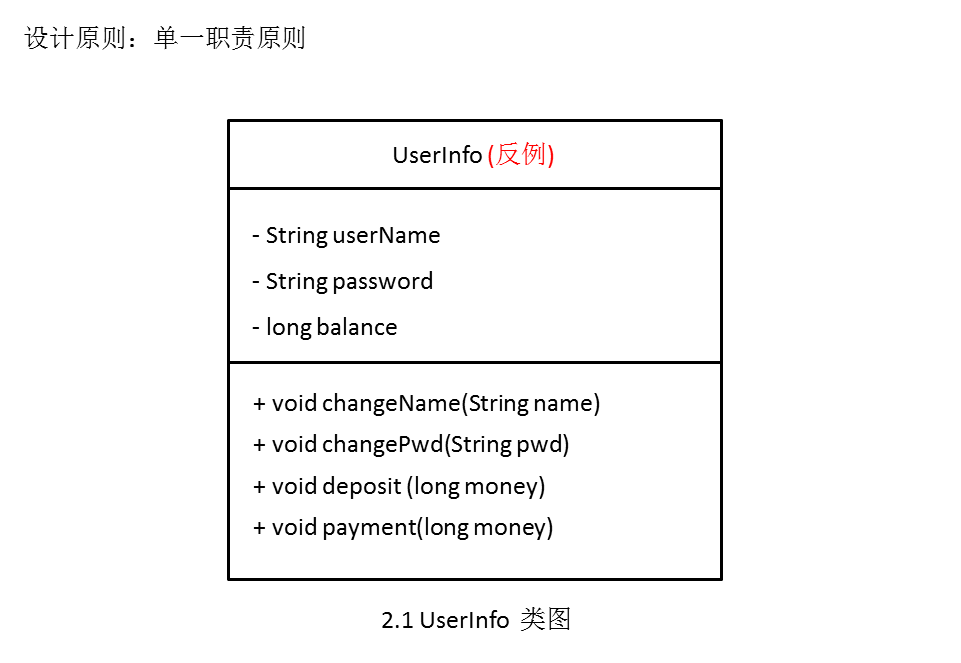 设计原则：单一职责原则
UserInfo (反例)
- String userName
- String password
- long balance
+ void changeName(String name)
+ void changePwd(String pwd)
+ void deposit (long money)
+ void payment(long money)
2.1 UserInfo 类图